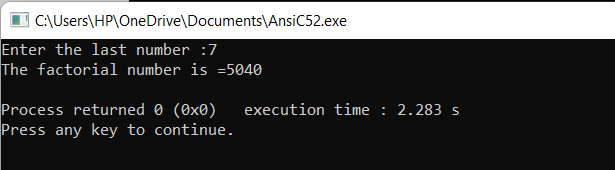 C:\Users\HP\OneDrive\Documents\AnsiC52.exe
Enter the last number :7
The factorial number is =5040
Process returned 0 (0x0)   execution time : 2.283 s
Press any key to continue.